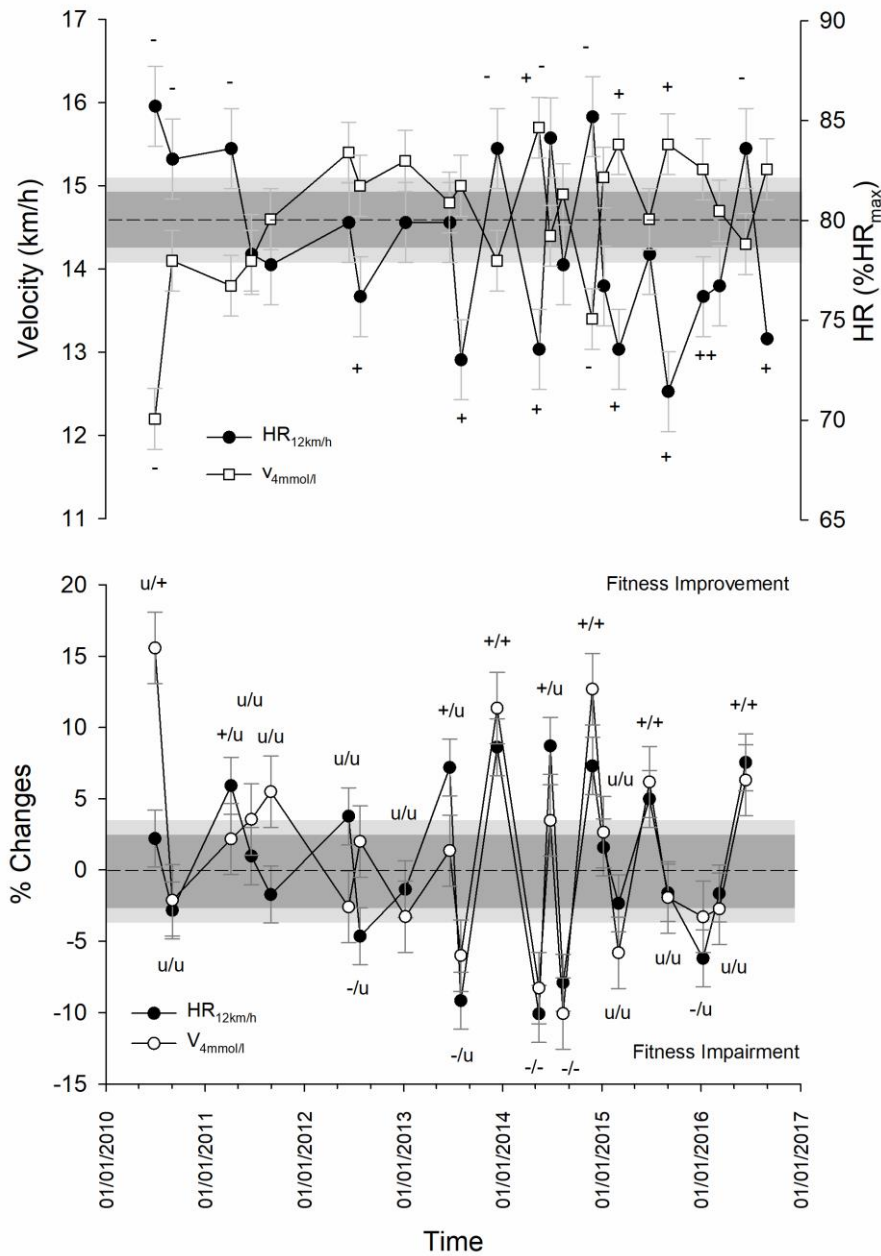 17
16
15
14
13
12
11
Velocity (km/h)
90
85
80
75
70
65
HR (%HRmax)
- - - - + - - + + -
+ + + - + + ++ +
-
HR12km/h
v4mmol/l
20
15
10
5
0
-5
-10
-15
% Changes
Fitness Improvement
u/+
+/u
u/u
u/u
u/u
u/u
+/u
+/+
+/u
+/+
u/u
+/+
+/+
u/u
-/u
-/u
-/-
-/-
u/u
u/u
-/u
u/u
HR12km/h
V4mmol/l
Fitness Impairment
01/01/2010
01/01/2011
01/01/2012
01/01/2013
01/01/2014
01/01/2015
01/01/2016
01/01/2017
Time